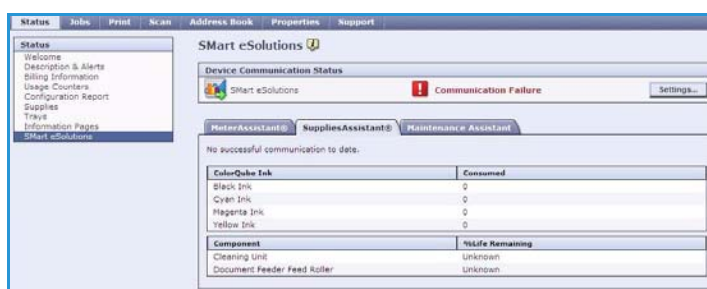 Status Jobs Print Scan Address Book Properties Support
Status
Welcome
Description & Alerts
Billing Information
Usage Counters
Configuration Report
Supplies
Trays
Information Pages
SMart eSolutions
SMart eSolutions
Device Communication Status
SMart eSolutions Communication Failure Settings...
MeterAssistant® SuppliesAssistant® Maintenance Assistant
No successful communication to date.
ColorQube Ink Consumed
Black Ink 0
Cyan Ink 0
Magenta Ink 0
Yellow Ink 0
Component %Life Remaining
Cleaning Unit Unknown
Document Feeder Feed Roller Unknown